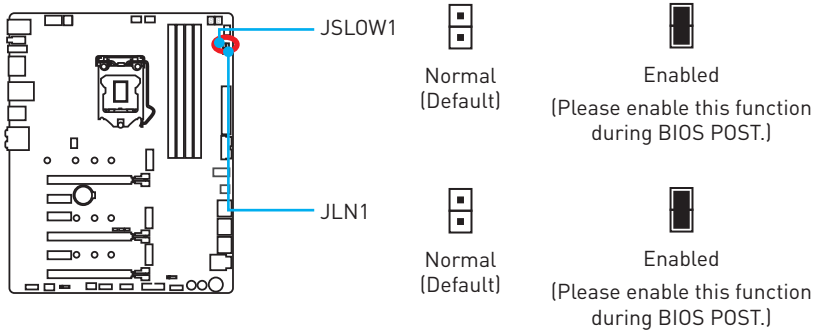 JSLOW1
Normal
(Default)
Enabled
(Please enable this function
during BIOS POST.)
JLN1
Normal
(Default)
Enabled
(Please enable this function
during BIOS POST.)